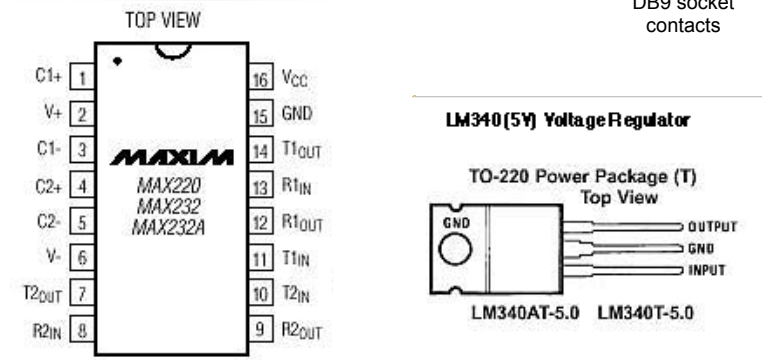 DB9 socket
contacts
TOP VIEW
C1+ 1
V+ 2
C1- 3
C2+ 4
C2- 5
V- 6
T2OUT 7
R2IN 8
MAXIM
MAX220
MAX232
MAX232A
16 VCC
15 GND
14 T1OUT
13 R1IN
12 R1OUT
11 T1IN
10 T2IN
9 R2OUT
LM340(5V) Voltage Regulator
TO-220 Power Package (T)
Top View
GND
OUTPUT
GND
INPUT
LM340AT-5.0 LM340T-5.0